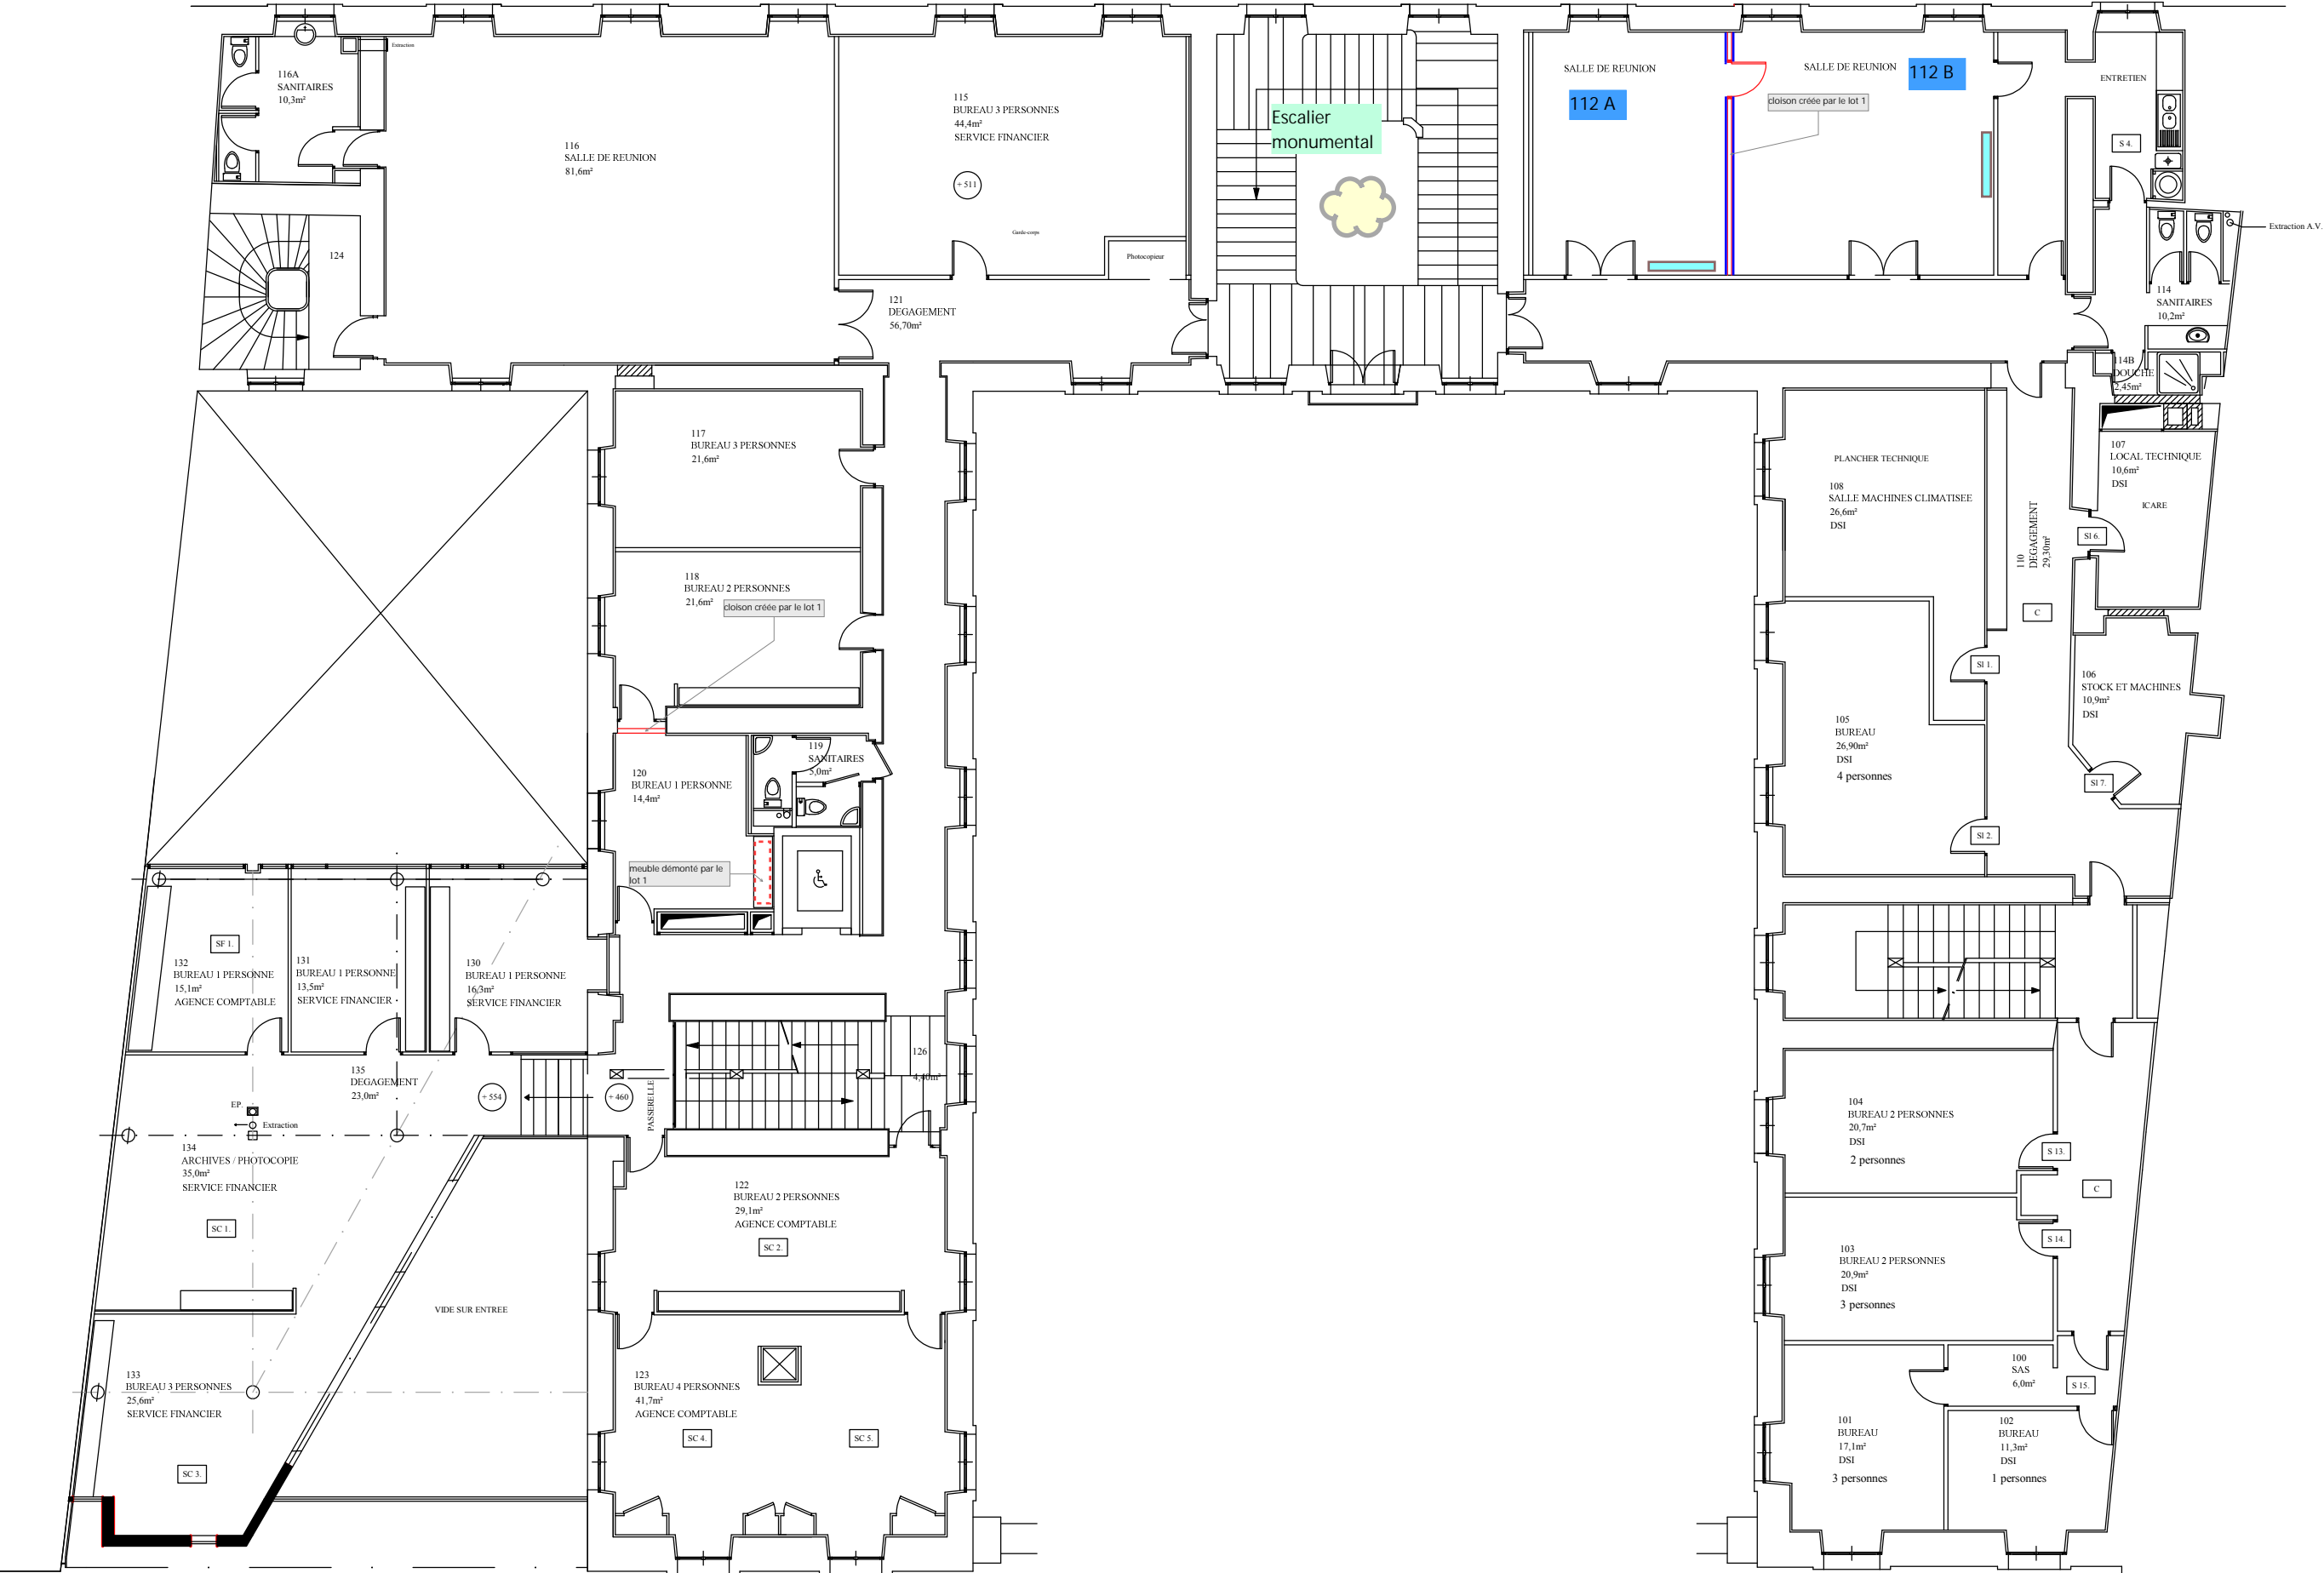 Extraction
116A
SANITAIRES
10,3m²
116
SALLE DE REUNION
81,6m²
115
BUREAU 3 PERSONNES
44,4m²
SERVICE FINANCIER
+ 511
Garde-corps
Photocopieur
124
121
DEGAGEMENT
56,70m²
Escalier
monumental
SALLE DE REUNION
112 A
SALLE DE REUNION
112 B
cloison créée par le lot 1
ENTRETIEN
S 4.
Extraction A.V.
114
SANITAIRES
10,2m²
114B
DOUCHE
2,45m²
107
LOCAL TECHNIQUE
10,6m²
DSI
ICARE
SI 6.
PLANCHER TECHNIQUE
108
SALLE MACHINES CLIMATISEE
26,6m²
DSI
110
DEGAGEMENT
29,30m²
C
SI 1.
106
STOCK ET MACHINES
10,9m²
DSI
SI 7.
105
BUREAU
26,90m²
DSI
4 personnes
SI 2.
117
BUREAU 3 PERSONNES
21,6m²
118
BUREAU 2 PERSONNES
21,6m²
cloison créée par le lot 1
119
SANITAIRES
5,0m²
120
BUREAU 1 PERSONNE
14,4m²
meuble démonté par le
lot 1
SF 1.
132
BUREAU 1 PERSONNE
15,1m²
AGENCE COMPTABLE
131
BUREAU 1 PERSONNE
13,5m²
SERVICE FINANCIER
130
BUREAU 1 PERSONNE
16,3m²
SERVICE FINANCIER
135
DEGAGEMENT
23,0m²
+ 554
+ 460
PASSERELLE
126
4,40m²
EP
Extraction
134
ARCHIVES / PHOTOCOPIE
35,0m²
SERVICE FINANCIER
SC 1.
122
BUREAU 2 PERSONNES
29,1m²
AGENCE COMPTABLE
SC 2.
VIDE SUR ENTREE
133
BUREAU 3 PERSONNES
25,6m²
SERVICE FINANCIER
SC 3.
123
BUREAU 4 PERSONNES
41,7m²
AGENCE COMPTABLE
SC 4.
SC 5.
104
BUREAU 2 PERSONNES
20,7m²
DSI
2 personnes
S 13.
C
103
BUREAU 2 PERSONNES
20,9m²
DSI
3 personnes
S 14.
100
SAS
6,0m²
S 15.
101
BUREAU
17,1m²
DSI
3 personnes
102
BUREAU
11,3m²
DSI
1 personnes